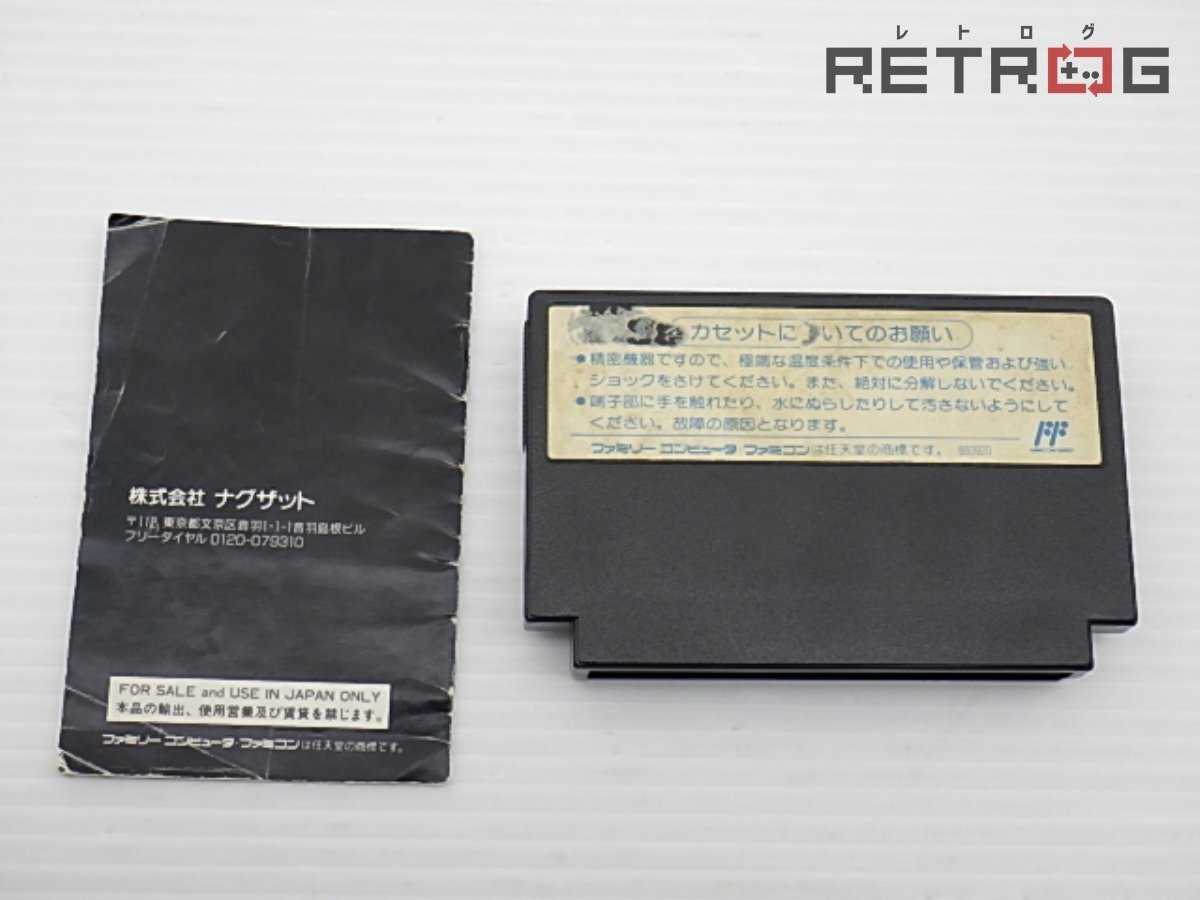 レトログ
RETROG
株式会社 ナグザット
東京都文京区音羽1-1-1音羽島根ビル
フリーダイヤル 0120-079310
FOR SALE and USE IN JAPAN ONLY
本品の輸出、使用営業及び賃貸を禁じます。
ファミリーコンピュータ・ファミコンは任天堂の商標です。
カセットに いてのお願い
●精密機器ですので、極端な温度条件下での使用や保管および強い
ショックをさけてください。また、絶対に分解しないでください。
●端子部に手を触れたり、水にぬらしたりして汚さないようにして
ください。故障の原因となります。
ファミリーコンピュータ ファミコンは任天堂の商標です。